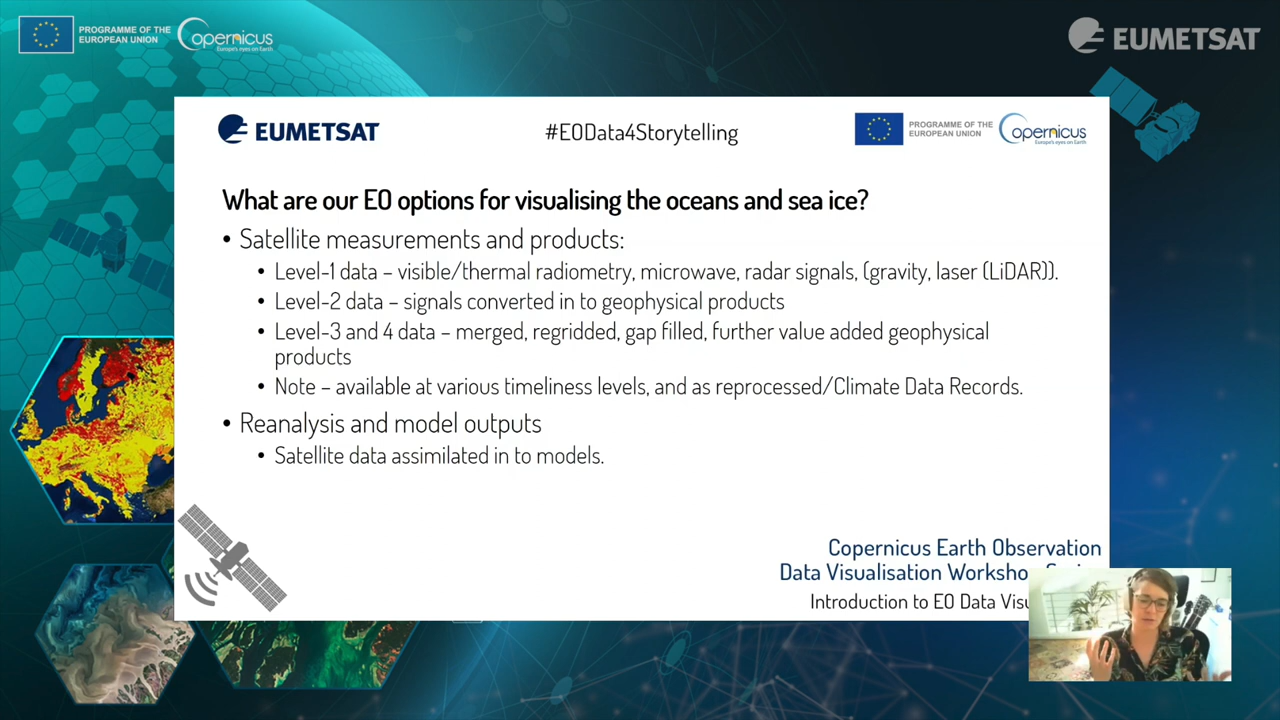 PROGRAMME OF THE
EUROPEAN UNION
opernicus
Europe's eyes on Earth
EUMETSAT
EUMETSAT
#EOData4Storytelling
PROGRAMME OF THE
EUROPEAN UNION
opernicus
Europe's eyes on Earth
What are our EO options for visualising the oceans and sea ice?
• Satellite measurements and products:
• Level-1 data – visible/thermal radiometry, microwave, radar signals, (gravity, laser (LiDAR)).
• Level-2 data – signals converted in to geophysical products
• Level-3 and 4 data – merged, regridded, gap filled, further value added geophysical
products
• Note – available at various timeliness levels, and as reprocessed/Climate Data Records.
• Reanalysis and model outputs
• Satellite data assimilated in to models.
Copernicus Earth Observation
Data Visualisation Workshop
Introduction to EO Data